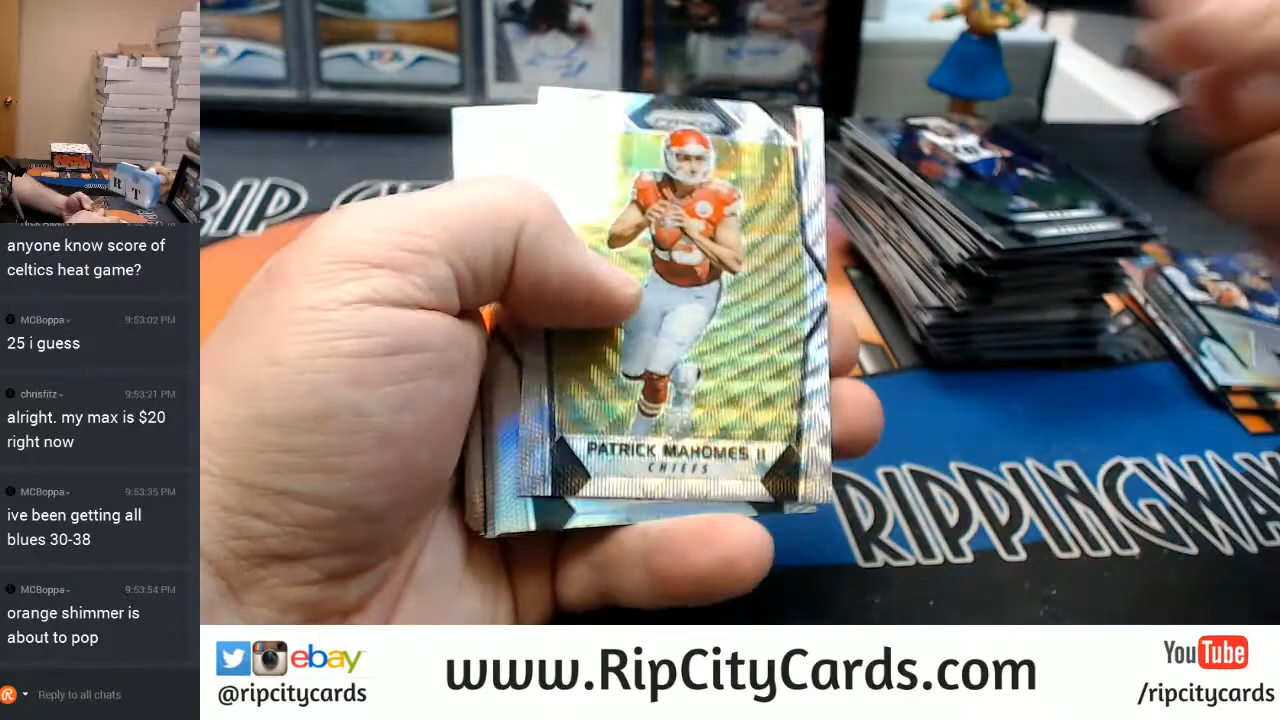 anyone know score of
celtics heat game?
MCBoppa
9:53:02 PM
25 i guess
chrisfitz
9:53:21 PM
alright. my max is $20
right now
MCBoppa
9:53:35 PM
ive been getting all
blues 30-38
MCBoppa
9:53:54 PM
orange shimmer is
about to pop
Reply to all chats
R T
RIP
PRIZM
PATRICK MAHOMES II
CHIEFS
RIPPINGWA
ebay
@ripcitycards
www.RipCityCards.com
YouTube
/ripcitycards